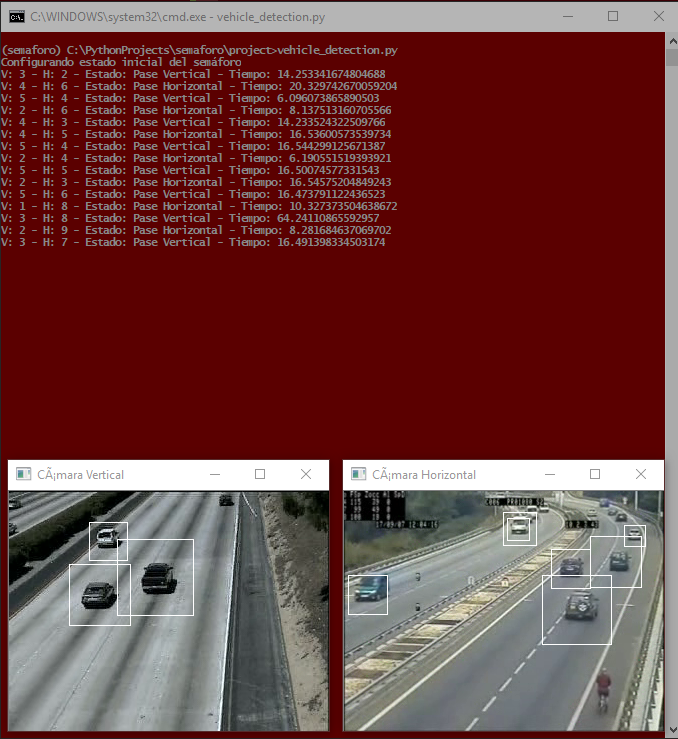 C:\WINDOWS\system32\cmd.exe - vehicle_detection.py
(semaforo) C:\PythonProjects\semaforo\project>vehicle_detection.py
Configurando estado inicial del semáforo
V: 3 - H: 2 - Estado: Pase Vertical - Tiempo: 14.253341674804688
V: 4 - H: 6 - Estado: Pase Horizontal - Tiempo: 20.329742670059204
V: 5 - H: 4 - Estado: Pase Vertical - Tiempo: 6.096073865890503
V: 2 - H: 6 - Estado: Pase Horizontal - Tiempo: 8.137513160705566
V: 4 - H: 3 - Estado: Pase Vertical - Tiempo: 14.233524322509766
V: 4 - H: 5 - Estado: Pase Horizontal - Tiempo: 16.53600573539734
V: 5 - H: 4 - Estado: Pase Vertical - Tiempo: 16.544299125671387
V: 2 - H: 4 - Estado: Pase Horizontal - Tiempo: 6.190551519393921
V: 5 - H: 5 - Estado: Pase Vertical - Tiempo: 16.50074577331543
V: 2 - H: 3 - Estado: Pase Horizontal - Tiempo: 16.54575204849243
V: 5 - H: 6 - Estado: Pase Vertical - Tiempo: 16.473791122436523
V: 1 - H: 8 - Estado: Pase Horizontal - Tiempo: 10.327373504638672
V: 3 - H: 8 - Estado: Pase Vertical - Tiempo: 64.24110865592957
V: 2 - H: 9 - Estado: Pase Horizontal - Tiempo: 8.281684637069702
V: 3 - H: 7 - Estado: Pase Vertical - Tiempo: 16.491398334503174
CÃ¡mara Vertical
CÃ¡mara Horizontal